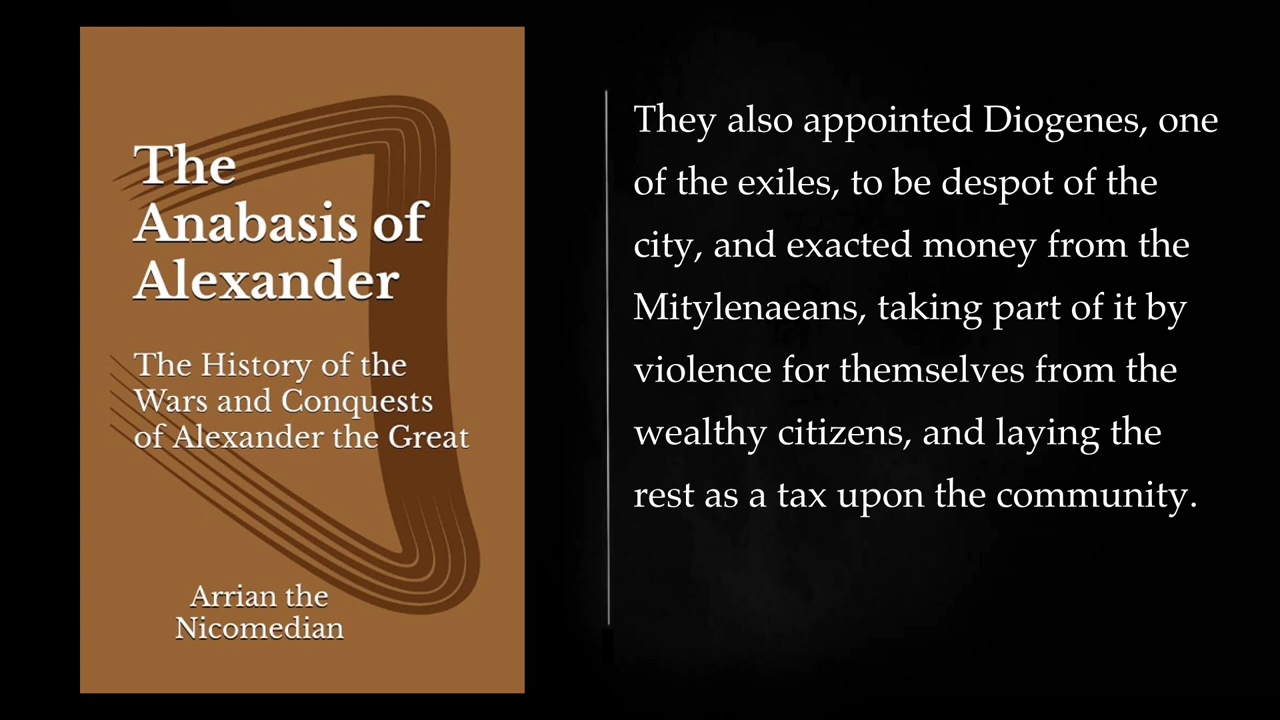 The
Anabasis of
Alexander
The History of the
Wars and Conquests
of Alexander the Great
Arrian the
Nicomedian
They also appointed Diogenes, one
of the exiles, to be despot of the
city, and exacted money from the
Mitylenaeans, taking part of it by
violence for themselves from the
wealthy citizens, and laying the
rest as a tax upon the community.